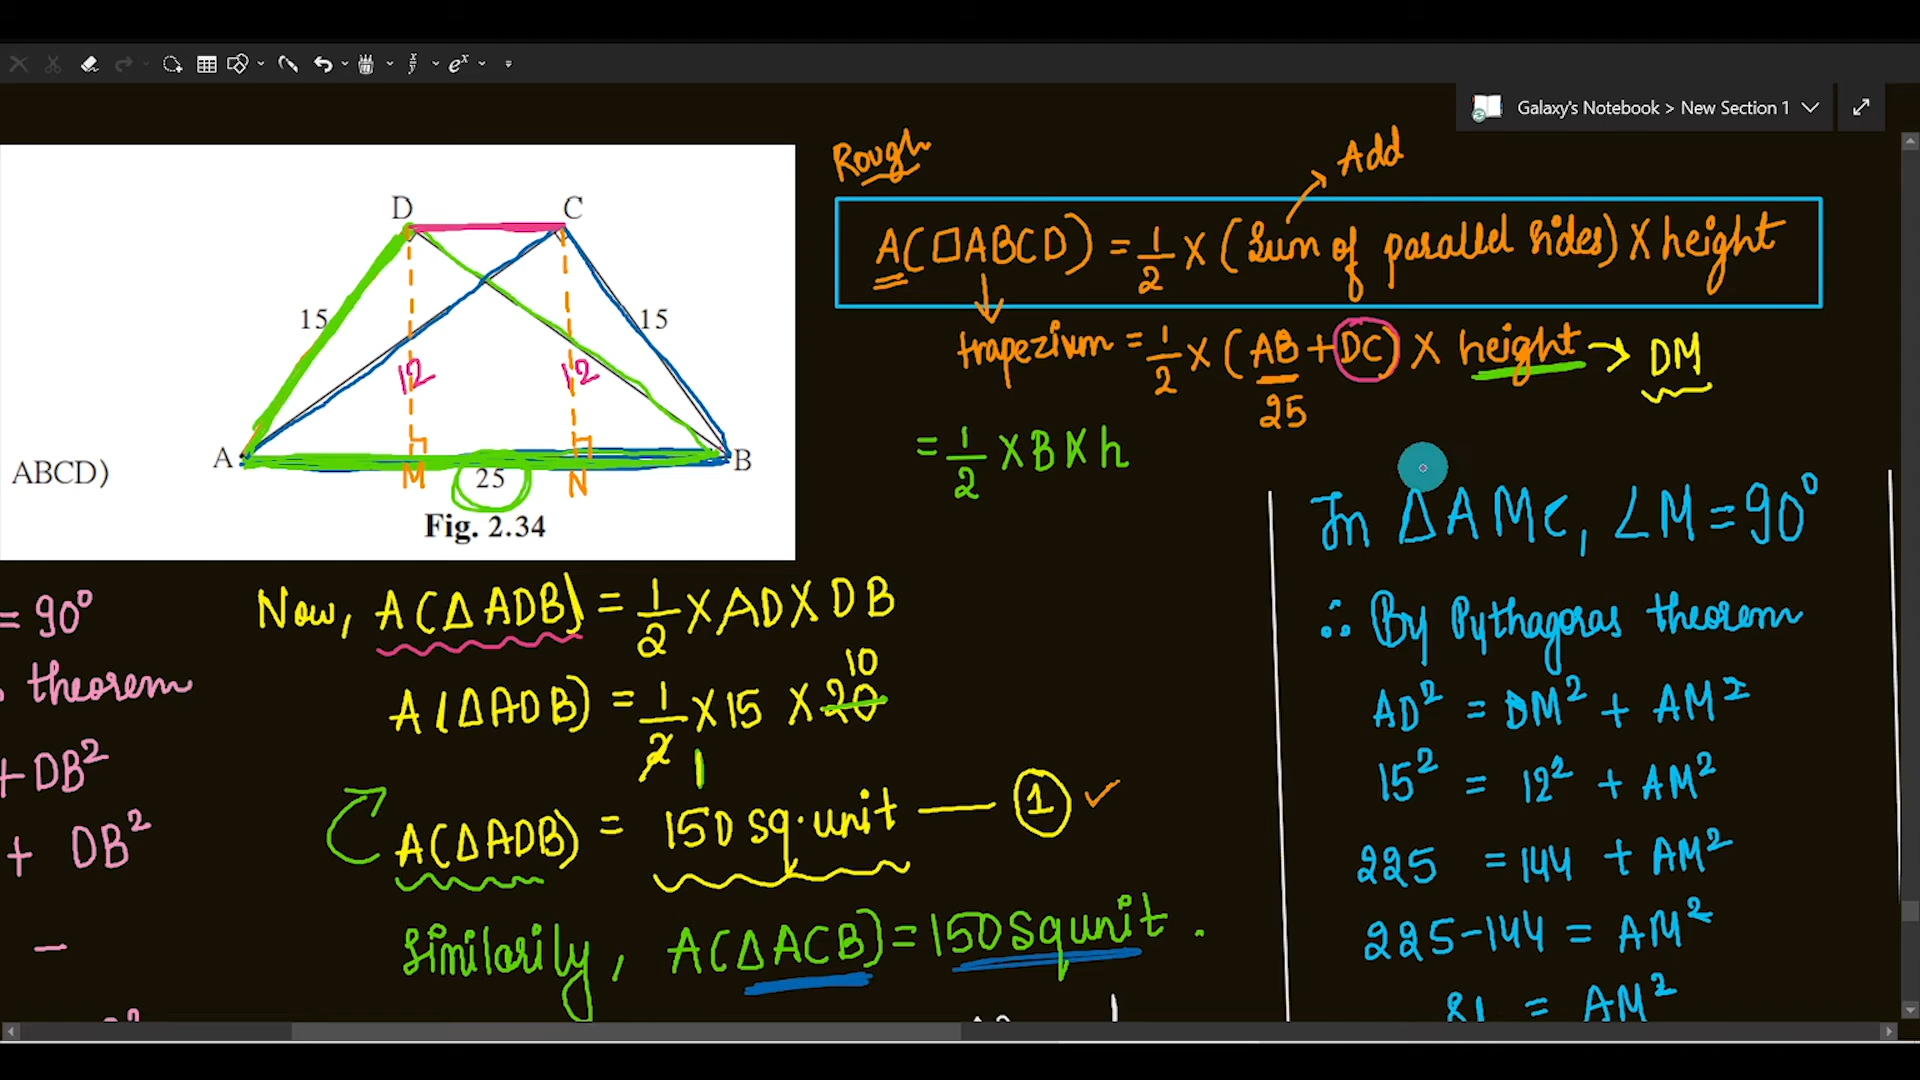 Galaxy's Notebook > New Section 1
Rough
Add
A(□ABCD) = 1/2 X (Sum of parallel sides) X height
trapezium = 1/2 X (AB + DC) X height → DM
25
= 1/2 X B X h
D C
15 15
12 12
A M 25 N B
ABCD)
Fig. 2.34
= 90°
theorem
+ DB²
+ DB²
Now, A(△ADB) = 1/2 X AD X DB
10
A(△ADB) = 1/2 X 15 X 20
1
A(△ADB) = 150 sq. unit — 1 ✓
Similarily, A(△ACB) = 150 sq unit.
In △AMC, ∠M = 90°
∴ By Pythagoras theorem
AD² = DM² + AM²
15² = 12² + AM²
225 = 144 + AM²
225-144 = AM²
81 = AM²